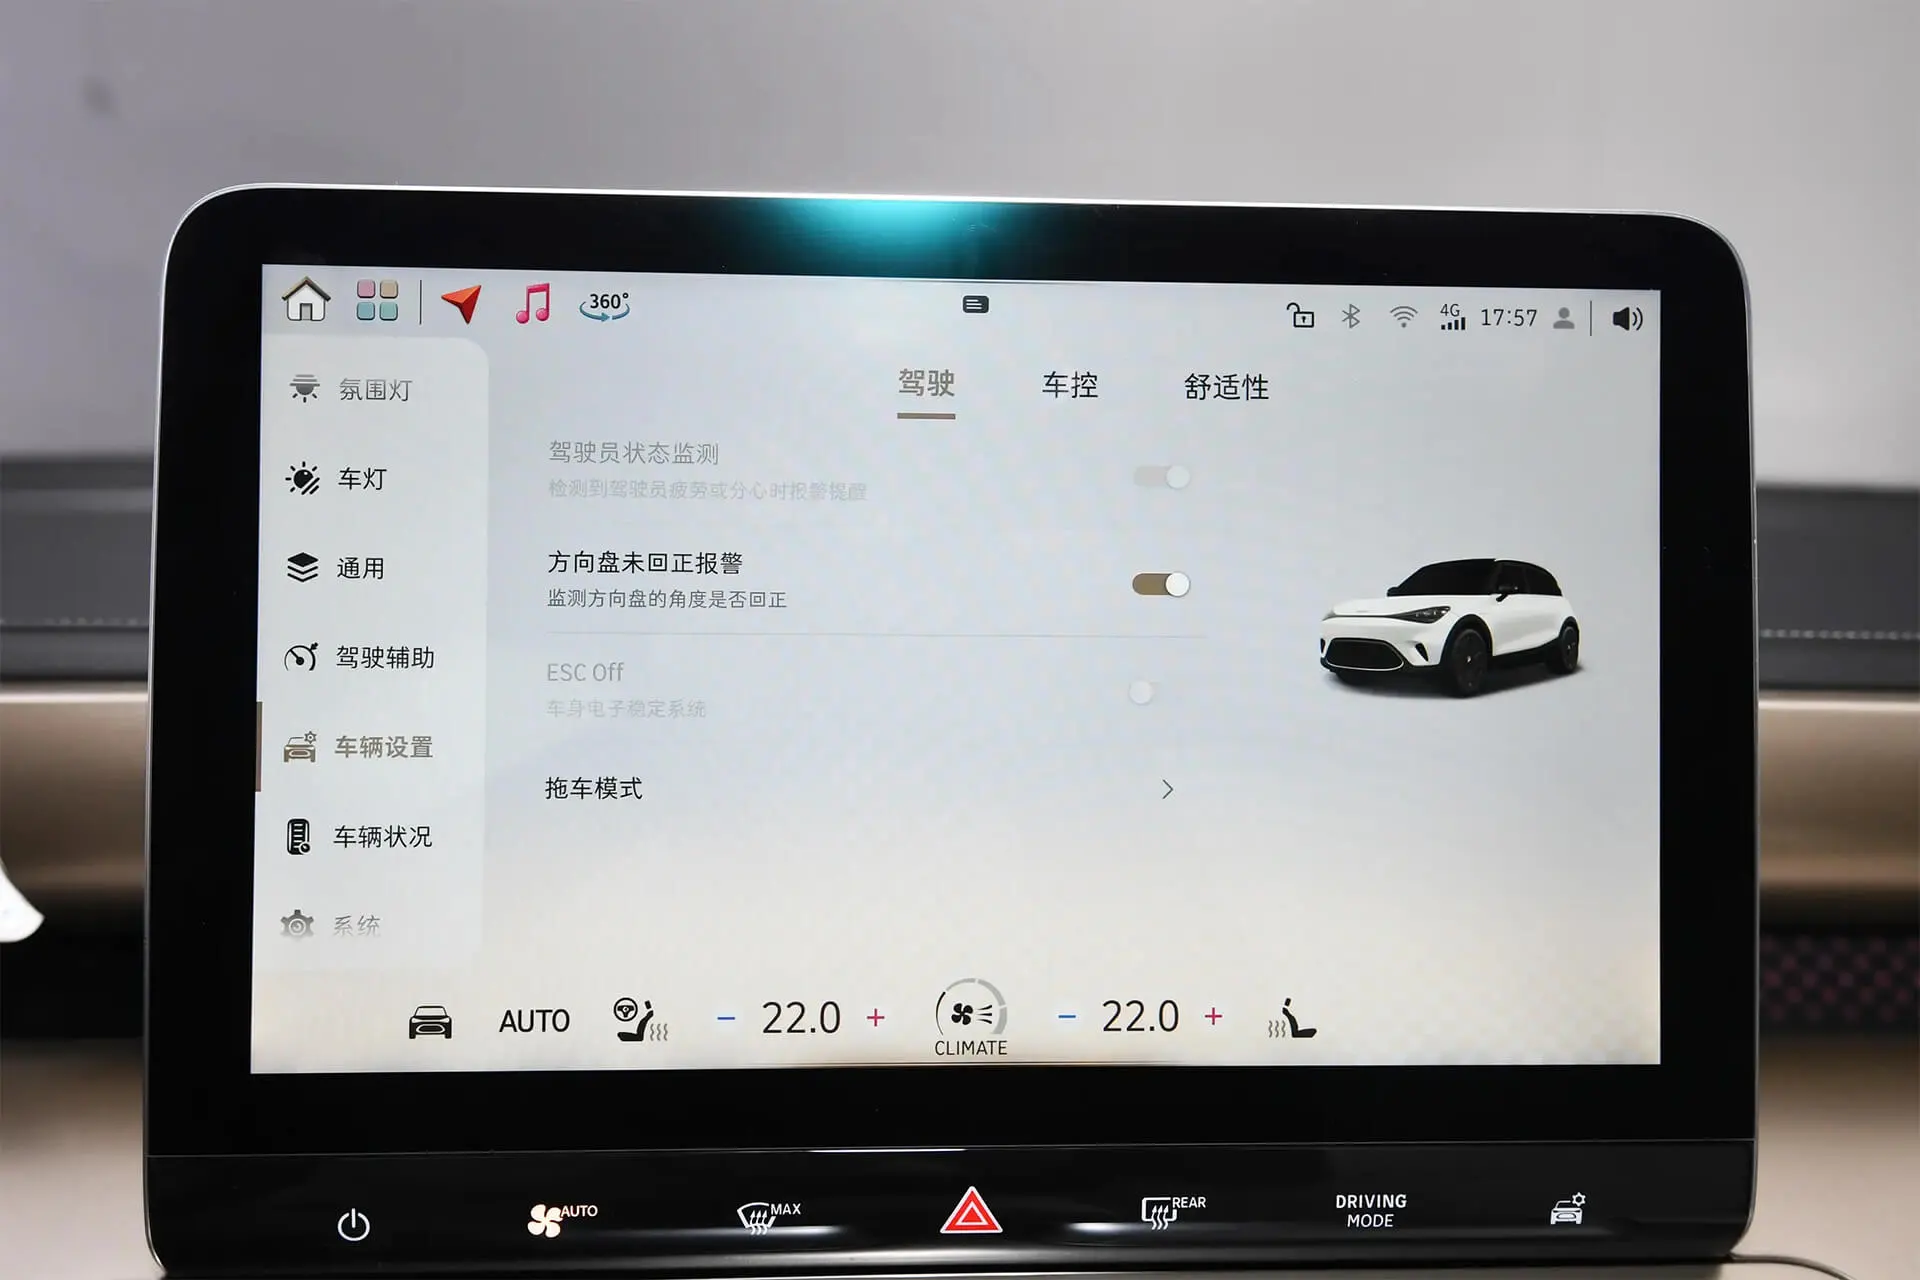 360°
4G
17:57
氛围灯
车灯
通用
驾驶辅助
车辆设置
车辆状况
系统
驾驶
车控
舒适性
驾驶员状态监测
检测到驾驶员疲劳或分心时报警提醒
方向盘未回正报警
监测方向盘的角度是否回正
ESC Off
车身电子稳定系统
拖车模式
AUTO
- 22.0 +
CLIMATE
- 22.0 +
AUTO
MAX
REAR
DRIVING
MODE